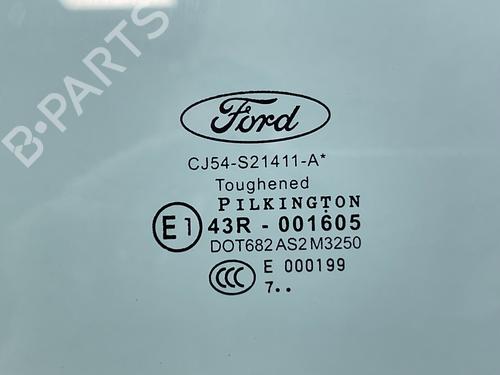 B-PARTS
Ford
CJ54-S21411-A*
Toughened
PILKINGTON
E1 43R - 001605
DOT682 AS2 M3250
CCC E 000199
7..